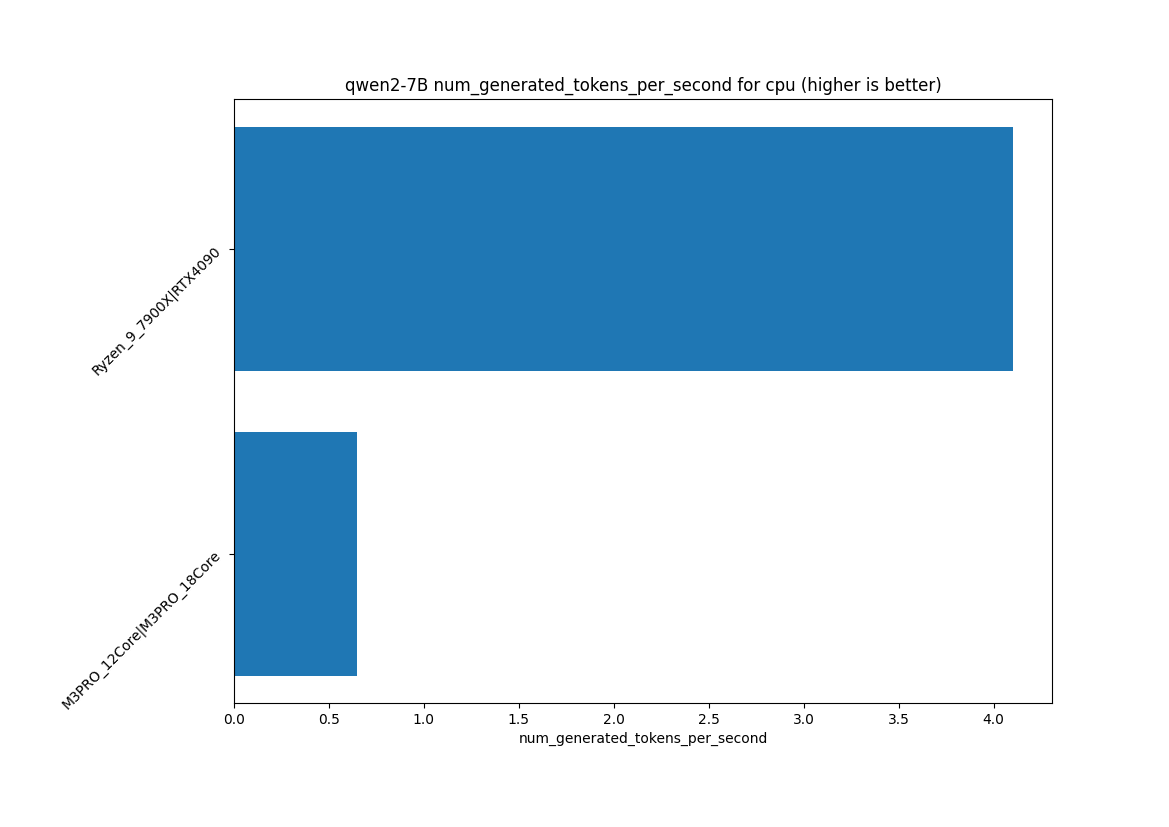 qwen2-7B num_generated_tokens_per_second for cpu (higher is better)
Ryzen_9_7900X|RTX4090
M3PRO_12Core|M3PRO_18Core
0.0 0.5 1.0 1.5 2.0 2.5 3.0 3.5 4.0
num_generated_tokens_per_second